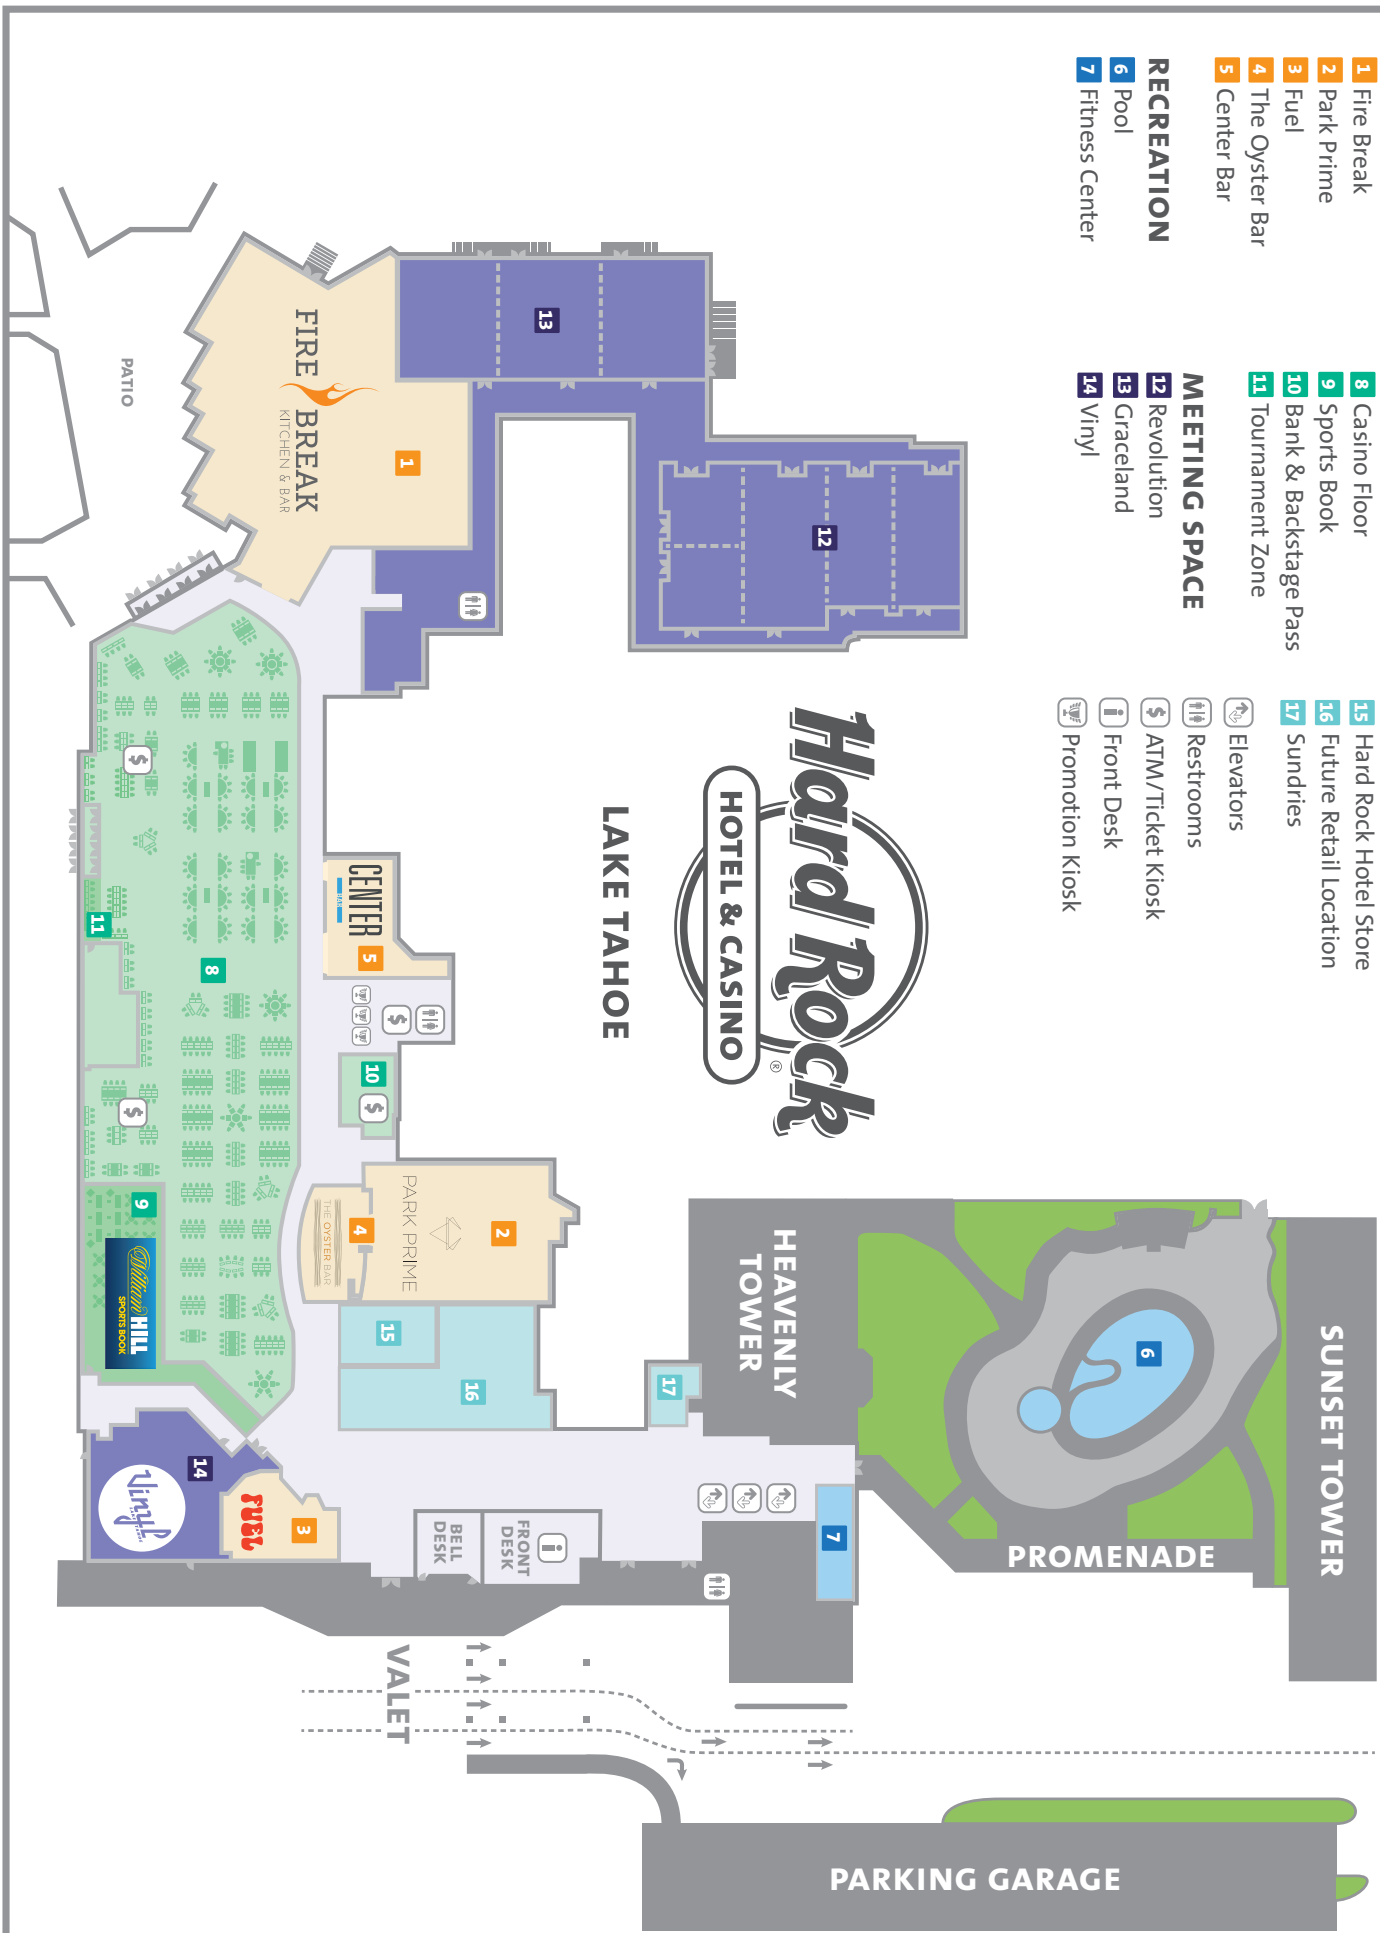 1 Fire Break
2 Park Prime
3 Fuel
4 The Oyster Bar
5 Center Bar
RECREATION
6 Pool
7 Fitness Center
8 Casino Floor
9 Sports Book
10 Bank & Backstage Pass
11 Tournament Zone
MEETING SPACE
12 Revolution
13 Graceland
14 Vinyl
15 Hard Rock Hotel Store
16 Future Retail Location
17 Sundries
Elevators
Restrooms
$ ATM/Ticket Kiosk
i Front Desk
Promotion Kiosk
Hard Rock
®
HOTEL & CASINO
LAKE TAHOE
13
12
FIRE BREAK
KITCHEN & BAR
1
PATIO
CENTER
BAR
5
$
10
$
$
11
8
$
9
William HILL
SPORTS BOOK
2
PARK PRIME
4
THE OYSTER BAR
15
16
17
HEAVENLY
TOWER
6
SUNSET TOWER
PROMENADE
7
14
Vinyl
FUEL
3
BELL
DESK
FRONT
DESK
i
VALET
PARKING GARAGE